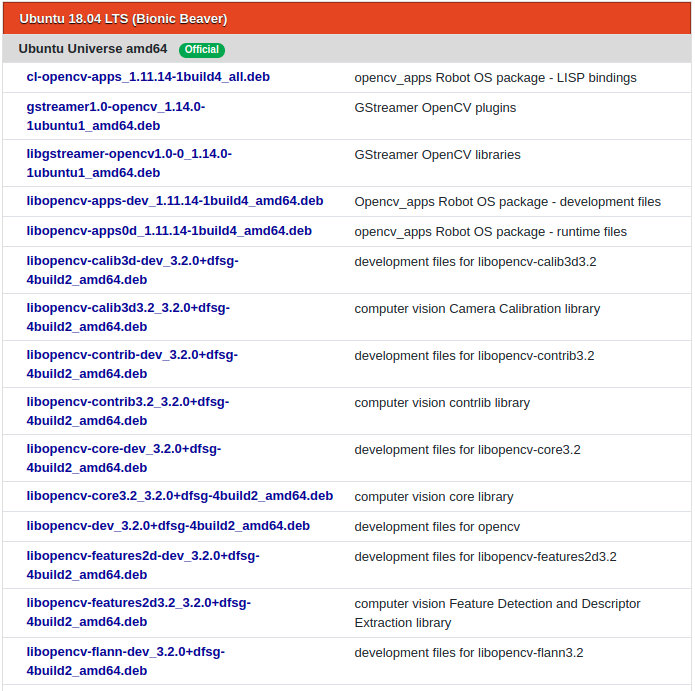 Ubuntu 18.04 LTS (Bionic Beaver)
Ubuntu Universe amd64 Official
cl-opencv-apps_1.11.14-1build4_all.deb opencv_apps Robot OS package - LISP bindings
gstreamer1.0-opencv_1.14.0- GStreamer OpenCV plugins
1ubuntu1_amd64.deb
libgstreamer-opencv1.0-0_1.14.0- GStreamer OpenCV libraries
1ubuntu1_amd64.deb
libopencv-apps-dev_1.11.14-1build4_amd64.deb Opencv_apps Robot OS package - development files
libopencv-apps0d_1.11.14-1build4_amd64.deb opencv_apps Robot OS package - runtime files
libopencv-calib3d-dev_3.2.0+dfsg- development files for libopencv-calib3d3.2
4build2_amd64.deb
libopencv-calib3d3.2_3.2.0+dfsg- computer vision Camera Calibration library
4build2_amd64.deb
libopencv-contrib-dev_3.2.0+dfsg- development files for libopencv-contrib3.2
4build2_amd64.deb
libopencv-contrib3.2_3.2.0+dfsg- computer vision contrlib library
4build2_amd64.deb
libopencv-core-dev_3.2.0+dfsg- development files for libopencv-core3.2
4build2_amd64.deb
libopencv-core3.2_3.2.0+dfsg-4build2_amd64.deb computer vision core library
libopencv-dev_3.2.0+dfsg-4build2_amd64.deb development files for opencv
libopencv-features2d-dev_3.2.0+dfsg- development files for libopencv-features2d3.2
4build2_amd64.deb
libopencv-features2d3.2_3.2.0+dfsg- computer vision Feature Detection and Descriptor
4build2_amd64.deb Extraction library
libopencv-flann-dev_3.2.0+dfsg- development files for libopencv-flann3.2
4build2_amd64.deb